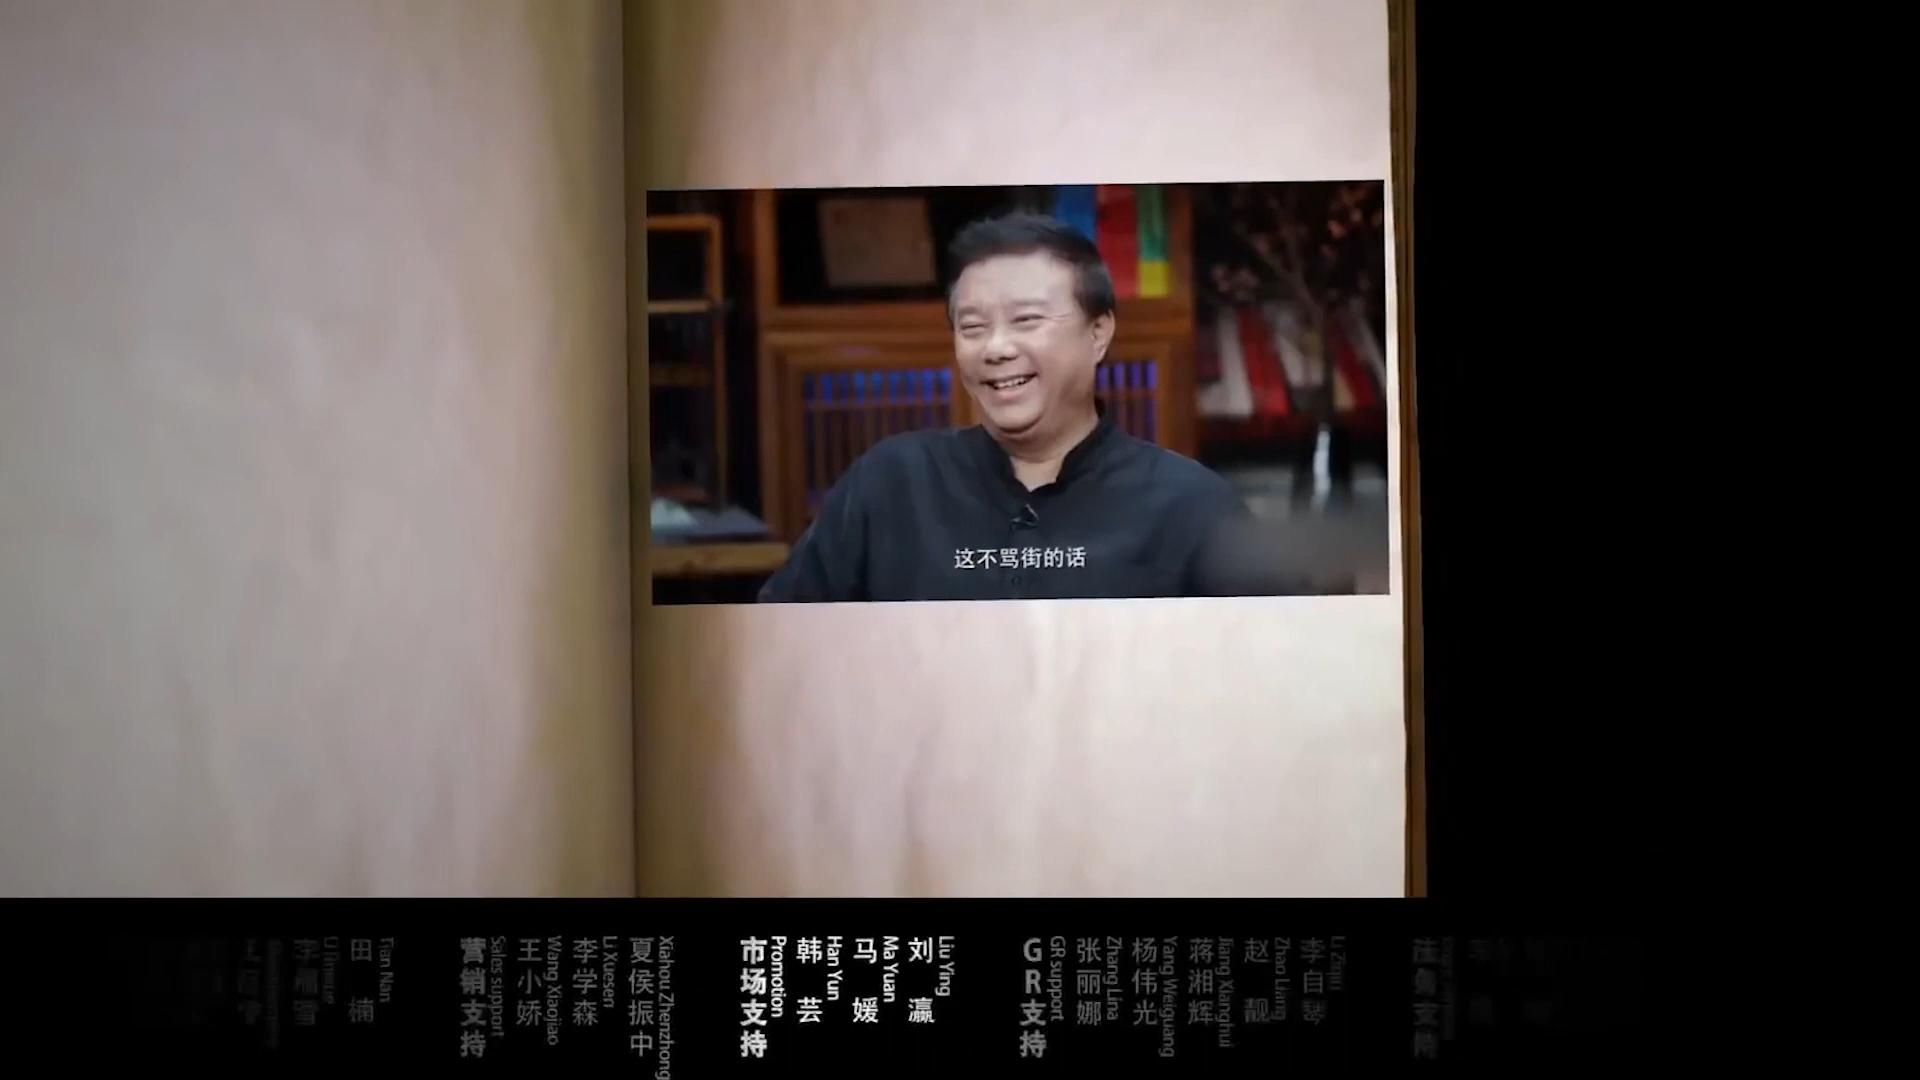 这不骂街的话
田楠
Tian Nan
营销支持
Sales support
王小娇
Wang Xiaojiao
李学森
Li Xuesen
夏侯振中
Xiahou Zhenzhong
市场支持
Promotion
韩芸
Han Yun
马媛
Ma Yuan
刘瀛
Liu Ying
GR支持
GR support
张丽娜
Zhang Lina
杨伟光
Yang Weiguang
蒋湘辉
Jiang Xianghui
赵靓
Zhao Liang
李自琴
Li Ziqin